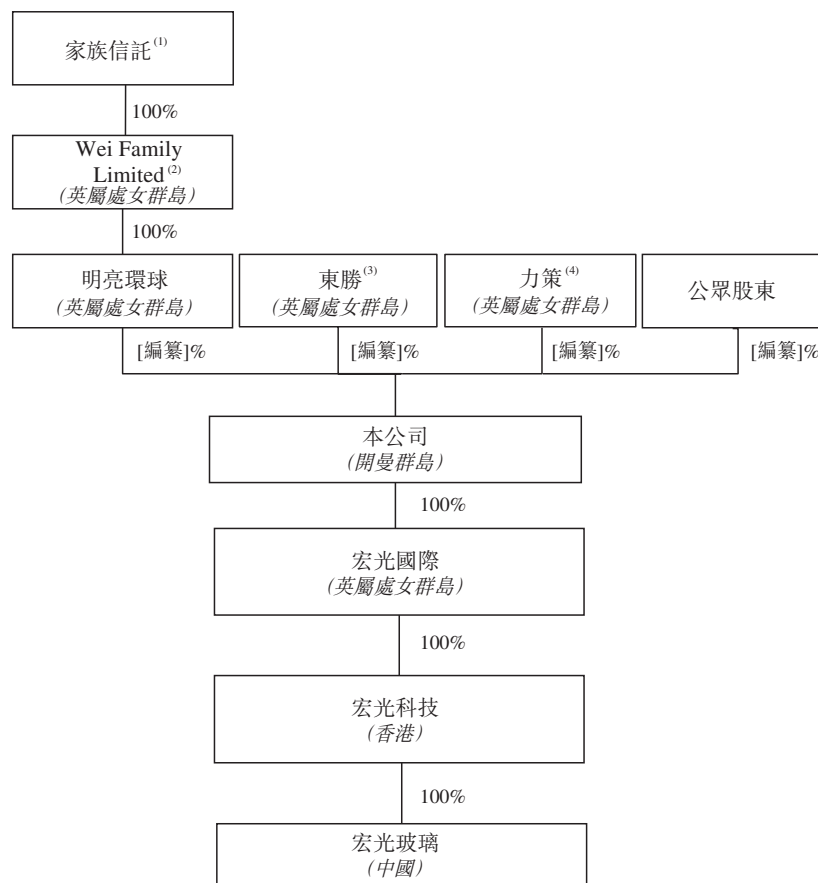 家族信託(1)
100%
Wei Family
Limited(2)
(英屬處女群島)
100%
明亮環球
(英屬處女群島)
東勝(3)
(英屬處女群島)
力策(4)
(英屬處女群島)
公眾股東
[編纂]%
[編纂]%
[編纂]%
[編纂]%
本公司
(開曼群島)
100%
宏光國際
(英屬處女群島)
100%
宏光科技
(香港)
100%
宏光玻璃
(中國)